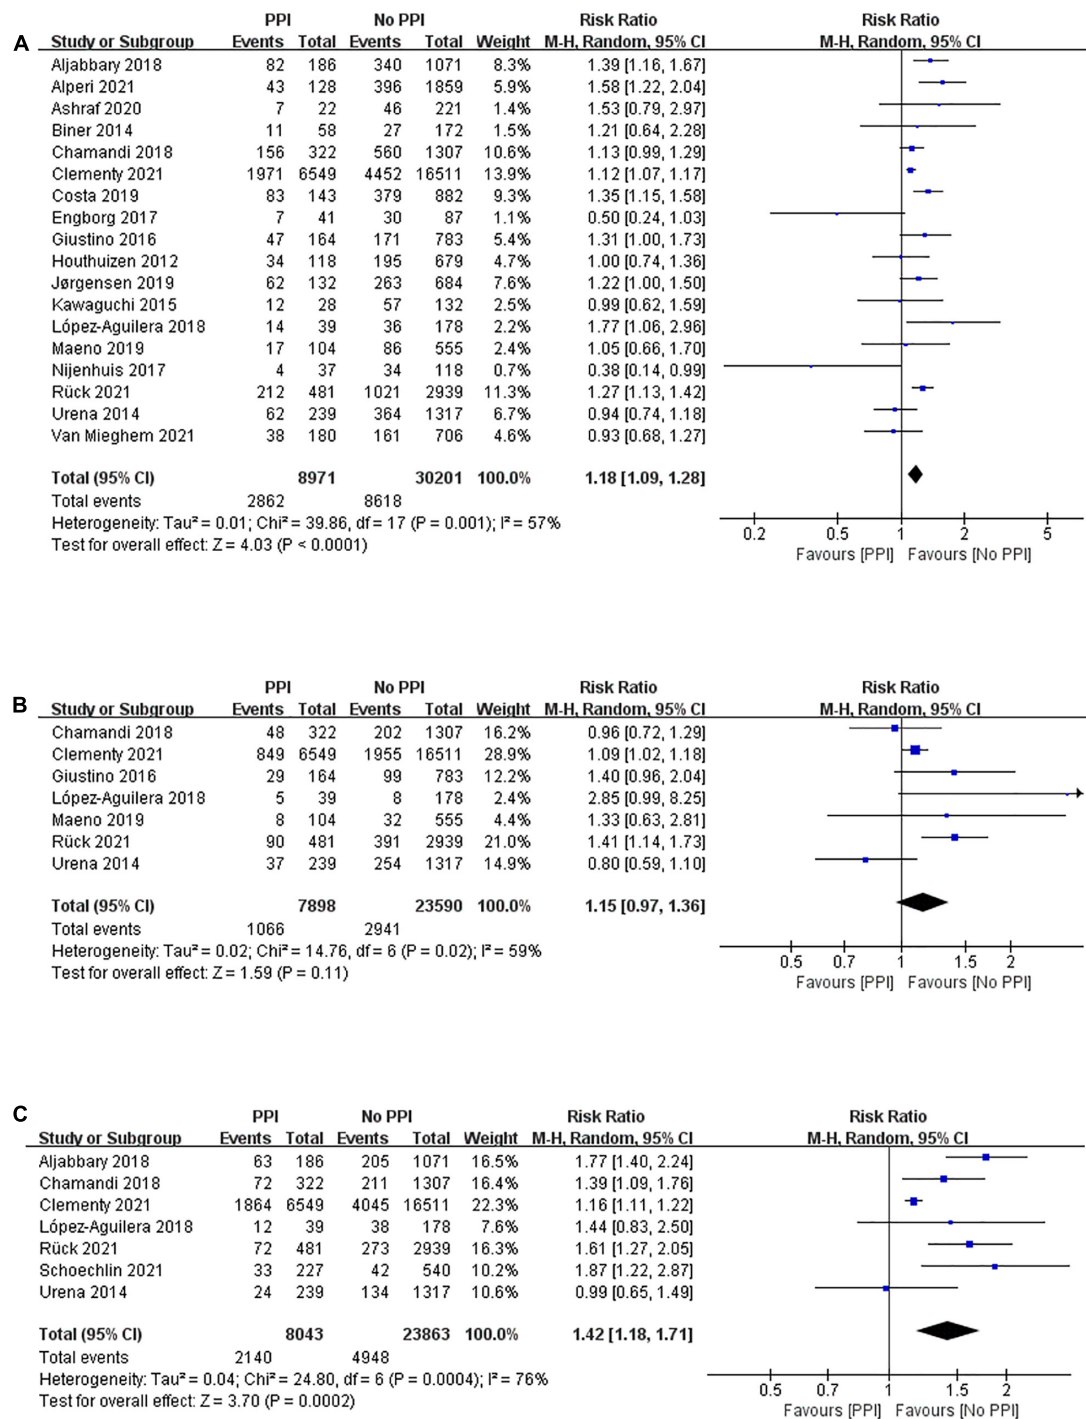 A
PPI No PPI Risk Ratio Risk Ratio
Study or Subgroup Events Total Events Total Weight M-H, Random, 95% CI M-H, Random, 95% CI
Aljabbary 2018 82 186 340 1071 8.3% 1.39 [1.16, 1.67]
Alperi 2021 43 128 396 1859 5.9% 1.58 [1.22, 2.04]
Ashraf 2020 7 22 46 221 1.4% 1.53 [0.79, 2.97]
Biner 2014 11 58 27 172 1.5% 1.21 [0.64, 2.28]
Chamandi 2018 156 322 560 1307 10.6% 1.13 [0.99, 1.29]
Clementy 2021 1971 6549 4452 16511 13.9% 1.12 [1.07, 1.17]
Costa 2019 83 143 379 882 9.3% 1.35 [1.15, 1.58]
Engborg 2017 7 41 30 87 1.1% 0.50 [0.24, 1.03]
Giustino 2016 47 164 171 783 5.4% 1.31 [1.00, 1.73]
Houthuizen 2012 34 118 195 679 4.7% 1.00 [0.74, 1.36]
Jørgensen 2019 62 132 263 684 7.6% 1.22 [1.00, 1.50]
Kawaguchi 2015 12 28 57 132 2.5% 0.99 [0.62, 1.59]
López-Aguilera 2018 14 39 36 178 2.2% 1.77 [1.06, 2.96]
Maeno 2019 17 104 86 555 2.4% 1.05 [0.66, 1.70]
Nijenhuis 2017 4 37 34 118 0.7% 0.38 [0.14, 0.99]
Rück 2021 212 481 1021 2939 11.3% 1.27 [1.13, 1.42]
Urena 2014 62 239 364 1317 6.7% 0.94 [0.74, 1.18]
Van Mieghem 2021 38 180 161 706 4.6% 0.93 [0.68, 1.27]
Total (95% CI) 8971 30201 100.0% 1.18 [1.09, 1.28]
Total events 2862 8618
Heterogeneity: Tau² = 0.01; Chi² = 39.86, df = 17 (P = 0.001); I² = 57%
Test for overall effect: Z = 4.03 (P < 0.0001)
0.2 0.5 1 2 5
Favours [PPI] Favours [No PPI]
B
PPI No PPI Risk Ratio Risk Ratio
Study or Subgroup Events Total Events Total Weight M-H, Random, 95% CI M-H, Random, 95% CI
Chamandi 2018 48 322 202 1307 16.2% 0.96 [0.72, 1.29]
Clementy 2021 849 6549 1955 16511 28.9% 1.09 [1.02, 1.18]
Giustino 2016 29 164 99 783 12.2% 1.40 [0.96, 2.04]
López-Aguilera 2018 5 39 8 178 2.4% 2.85 [0.99, 8.25]
Maeno 2019 8 104 32 555 4.4% 1.33 [0.63, 2.81]
Rück 2021 90 481 391 2939 21.0% 1.41 [1.14, 1.73]
Urena 2014 37 239 254 1317 14.9% 0.80 [0.59, 1.10]
Total (95% CI) 7898 23590 100.0% 1.15 [0.97, 1.36]
Total events 1066 2941
Heterogeneity: Tau² = 0.02; Chi² = 14.76, df = 6 (P = 0.02); I² = 59%
Test for overall effect: Z = 1.59 (P = 0.11)
0.5 0.7 1 1.5 2
Favours [PPI] Favours [No PPI]
C
PPI No PPI Risk Ratio Risk Ratio
Study or Subgroup Events Total Events Total Weight M-H, Random, 95% CI M-H, Random, 95% CI
Aljabbary 2018 63 186 205 1071 16.5% 1.77 [1.40, 2.24]
Chamandi 2018 72 322 211 1307 16.4% 1.39 [1.09, 1.76]
Clementy 2021 1864 6549 4045 16511 22.3% 1.16 [1.11, 1.22]
López-Aguilera 2018 12 39 38 178 7.6% 1.44 [0.83, 2.50]
Rück 2021 72 481 273 2939 16.3% 1.61 [1.27, 2.05]
Schoechlin 2021 33 227 42 540 10.2% 1.87 [1.22, 2.87]
Urena 2014 24 239 134 1317 10.6% 0.99 [0.65, 1.49]
Total (95% CI) 8043 23863 100.0% 1.42 [1.18, 1.71]
Total events 2140 4948
Heterogeneity: Tau² = 0.04; Chi² = 24.80, df = 6 (P = 0.0004); I² = 76%
Test for overall effect: Z = 3.70 (P = 0.0002)
0.5 0.7 1 1.5 2
Favours [PPI] Favours [No PPI]